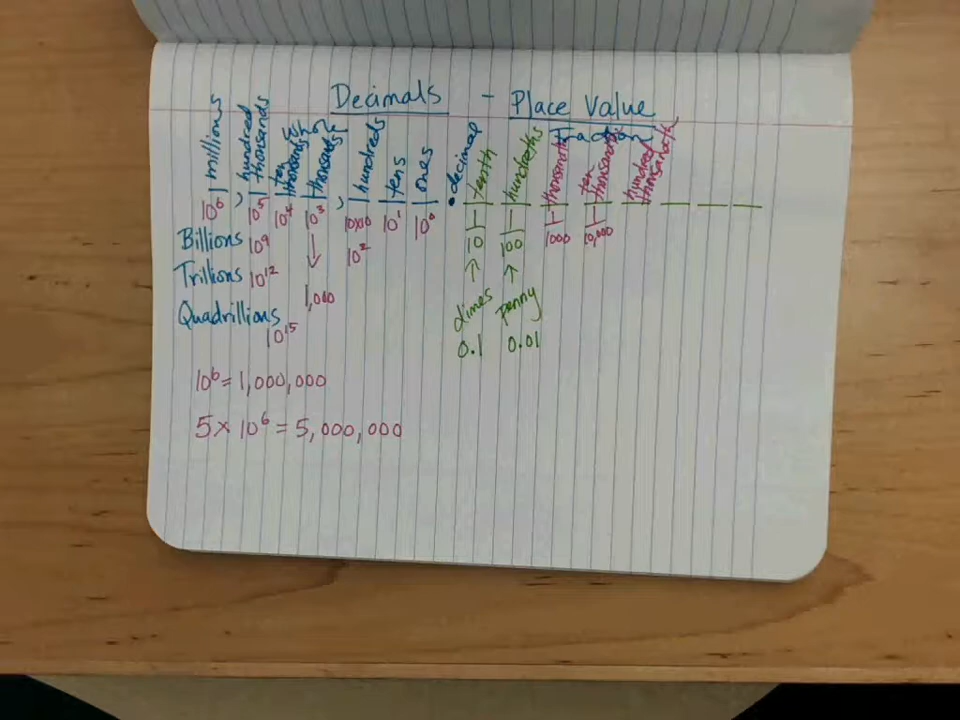 Decimals - Place Value
millions , hundred thousands ten thousands thousands , hundreds tens ones . decimal tenth hundredths thousandths ten thousandths hundred thousandths
10⁶ 10⁵ 10⁴ 10³ 10x10 10¹ 10⁰ 1/10 1/100 1/1000 1/10,000
Billions 10⁹ 10²
Trillions 10¹²
1,000 dimes penny
Quadrillions 10¹⁵
0.1 0.01
10⁶ = 1,000,000
5 x 10⁶ = 5,000,000